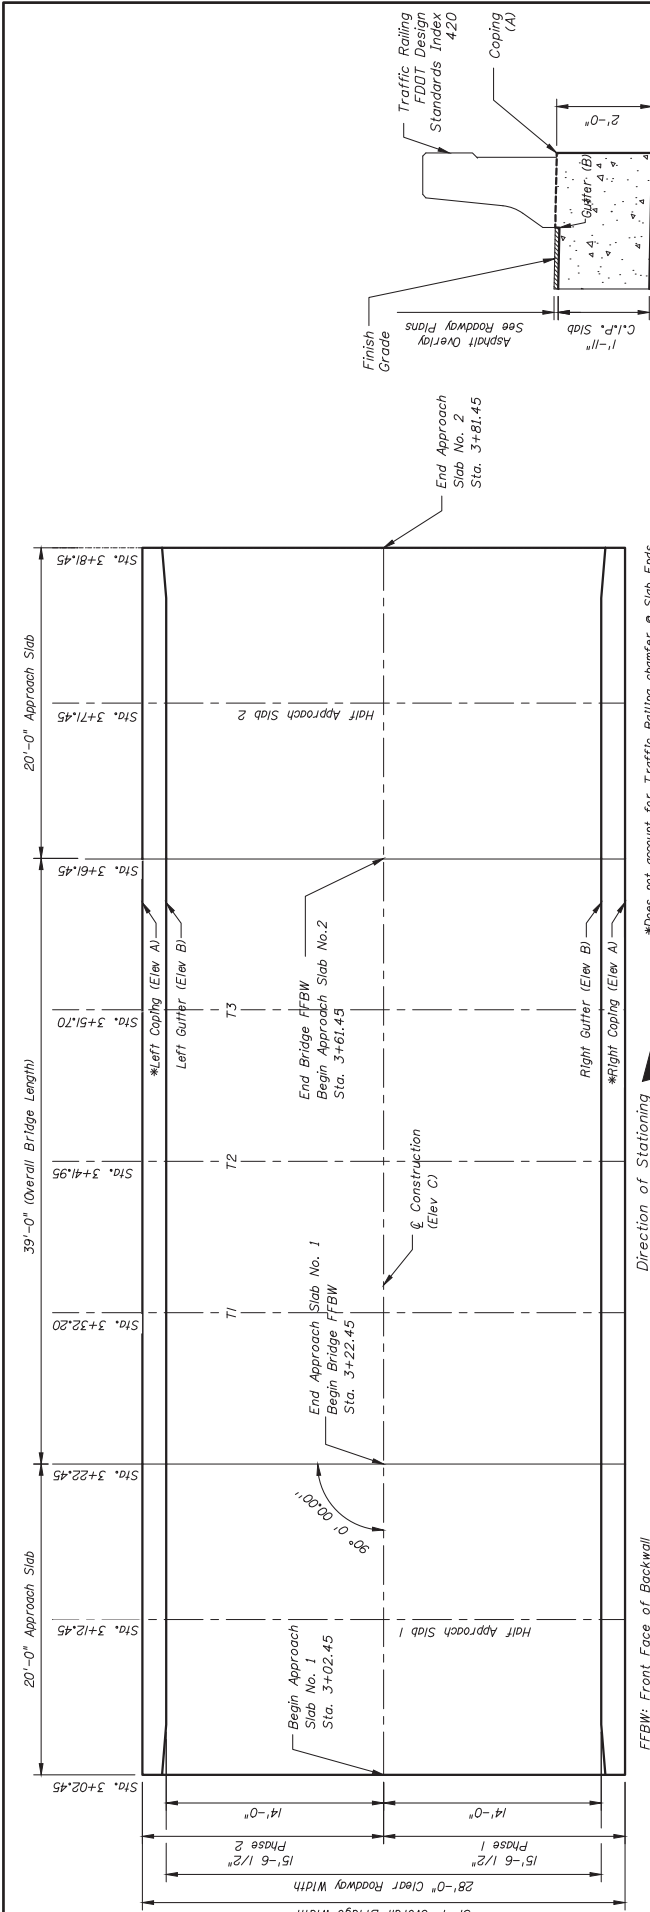 20'-0" Approach Slab
39'-0" (Overall Bridge Length)
20'-0" Approach Slab
Sta. 3+02.45
Sta. 3+12.45
Sta. 3+22.45
Sta. 3+32.20
Sta. 3+41.95
Sta. 3+51.70
Sta. 3+61.45
Sta. 3+71.45
Sta. 3+81.45
*Left Coping (Elev A)
Left Gutter (Elev B)
T1
T2
T3
Half Approach Slab 2
Begin Approach
Slab No. 1
Sta. 3+02.45
90° 0' 00.00"
End Approach Slab No. 1
Begin Bridge FFBW
Sta. 3+22.45
End Bridge FFBW
Begin Approach Slab No.2
Sta. 3+61.45
℄ Construction
(Elev C)
End Approach
Slab No. 2
Sta. 3+81.45
Half Approach Slab 1
Right Gutter (Elev B)
*Right Coping (Elev A)
14'-0"
14'-0"
15'-6 1/2"
Phase 2
15'-6 1/2"
Phase 1
28'-0" Clear Roadway Width
Overall Bridge Width
FFBW: Front Face of Backwall
Direction of Stationing
*Does not account for Traffic Railing chamfer @ Slab Ends
Traffic Railing
FDOT Design
Standards Index
420
Coping
(A)
Finish
Grade
Gutter (B)
2'-0"
Asphalt Overlay
See Roadway Plans
1'-11"
C.I.P. Slab